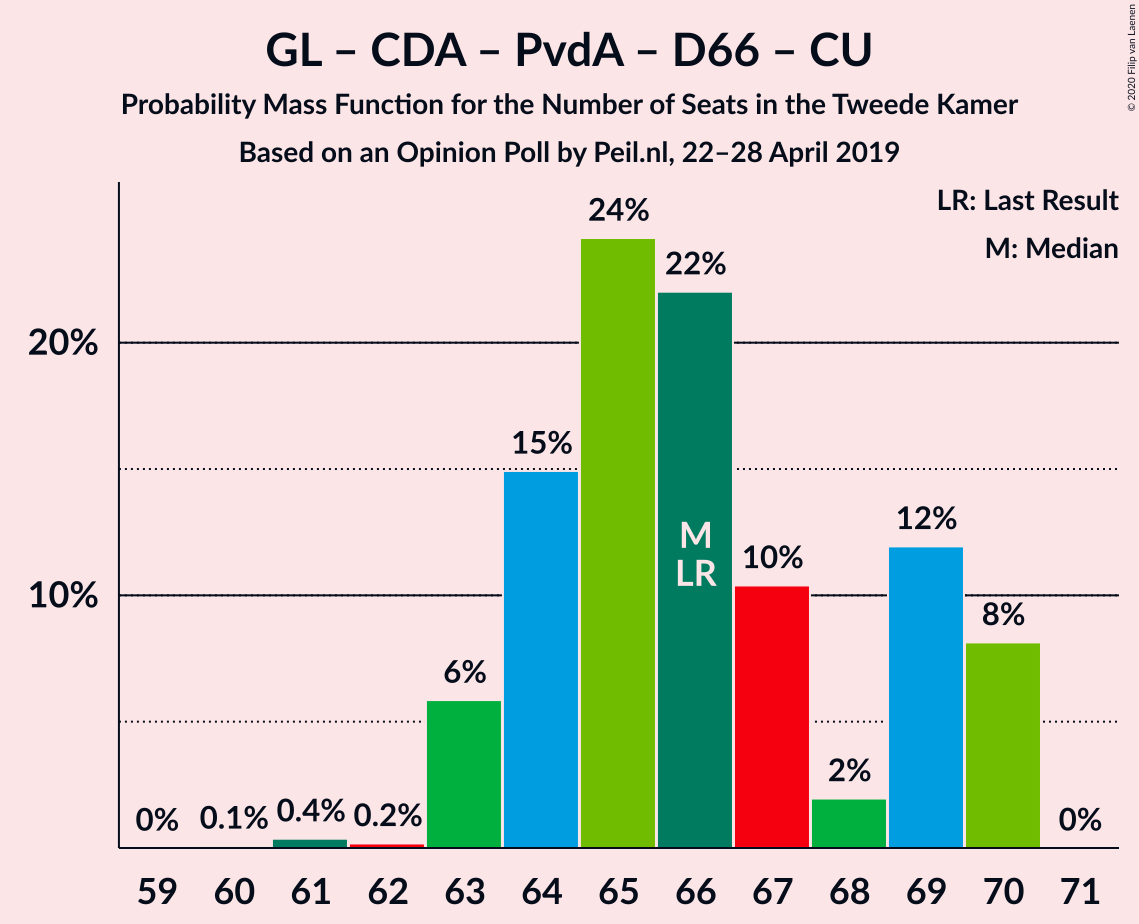 GL – CDA – PvdA – D66 – CU
Probability Mass Function for the Number of Seats in the Tweede Kamer
Based on an Opinion Poll by Peil.nl, 22–28 April 2019
© 2020 Filip van Laenen
LR: Last Result
M: Median
20%
10%
0%
0.1%
0.4%
0.2%
6%
15%
24%
22%
10%
2%
12%
8%
0%
M
LR
59 60 61 62 63 64 65 66 67 68 69 70 71